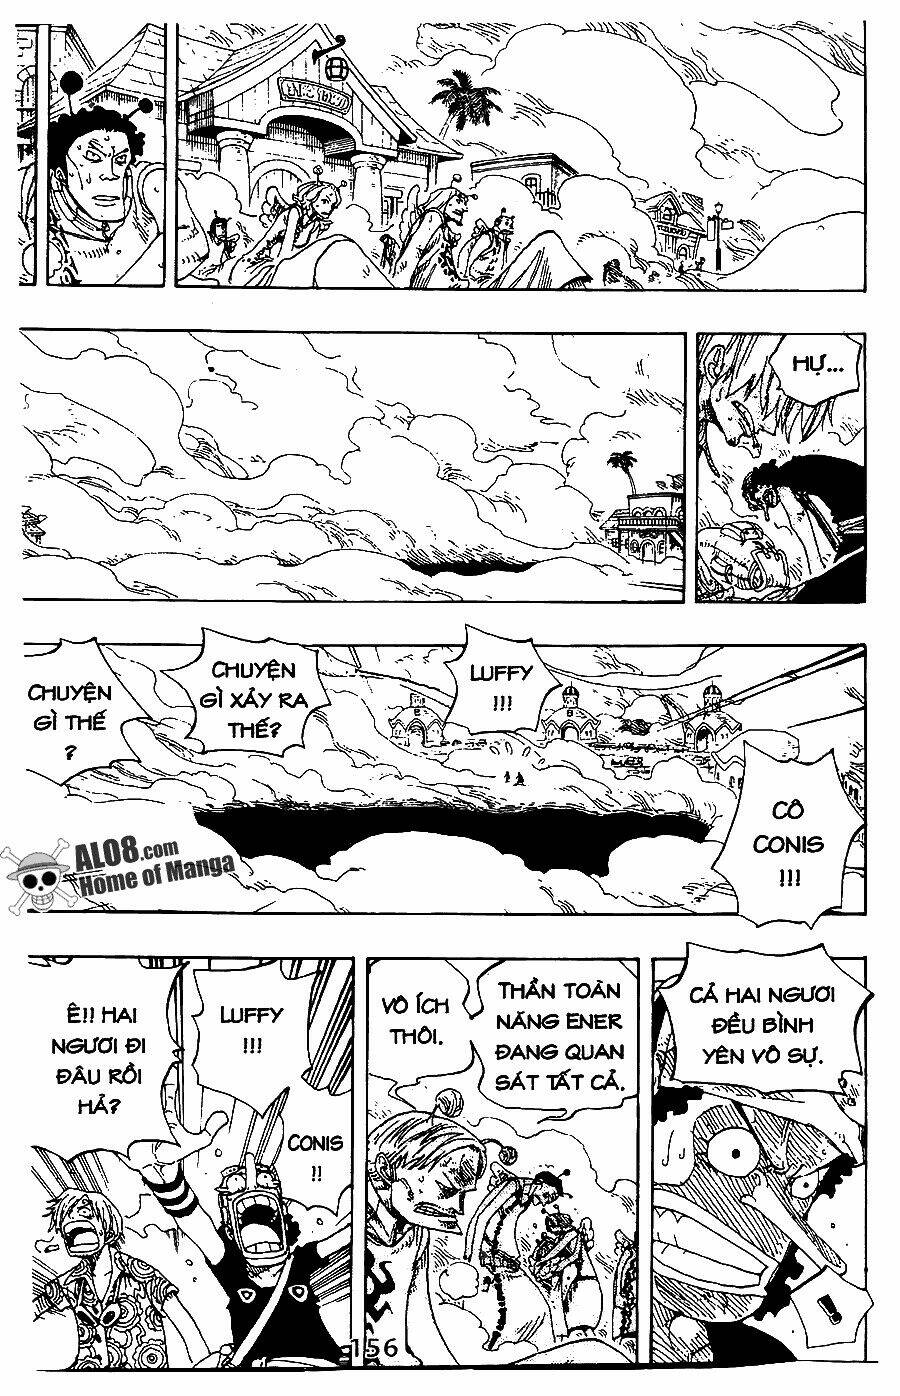 HỰ...
CÔ
CONIS
!!!
LUFFY
!!!
CHUYỆN
GÌ XẢY RA
THẾ?
CHUYỆN
GÌ THẾ
?
AL08.com
Home of Manga
CẢ HAI NGƯƠI
ĐỀU BÌNH
YÊN VÔ SỰ.
!
THẦN TOÀN
NĂNG ENER
ĐANG QUAN
SÁT TẤT CẢ.
VÔ ÍCH
THÔI.
LUFFY
!!!
CONIS
!!
Ê!! HAI
NGƯƠI ĐI
ĐÂU RỒI
HẢ?
156